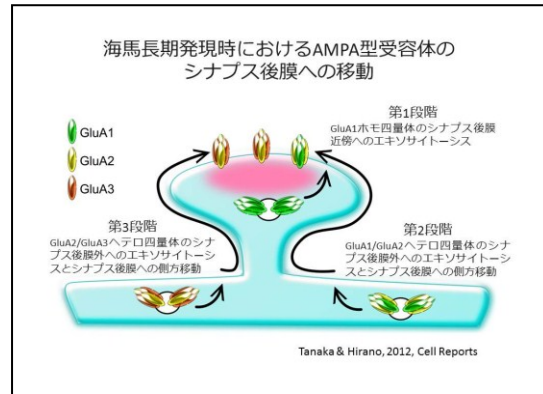 海馬長期発現時におけるAMPA型受容体の
シナプス後膜への移動
GluA1
GluA2
GluA3
第1段階
GluA1ホモ四量体のシナプス後膜
近傍へのエキソサイトーシス
第3段階
GluA2/GluA3ヘテロ四量体のシナ
プス後膜外へのエキソサイトーシ
スとシナプス後膜への側方移動
第2段階
GluA1/GluA2ヘテロ四量体のシナ
プス後膜外へのエキソサイトーシ
スとシナプス後膜への側方移動
Tanaka & Hirano, 2012, Cell Reports